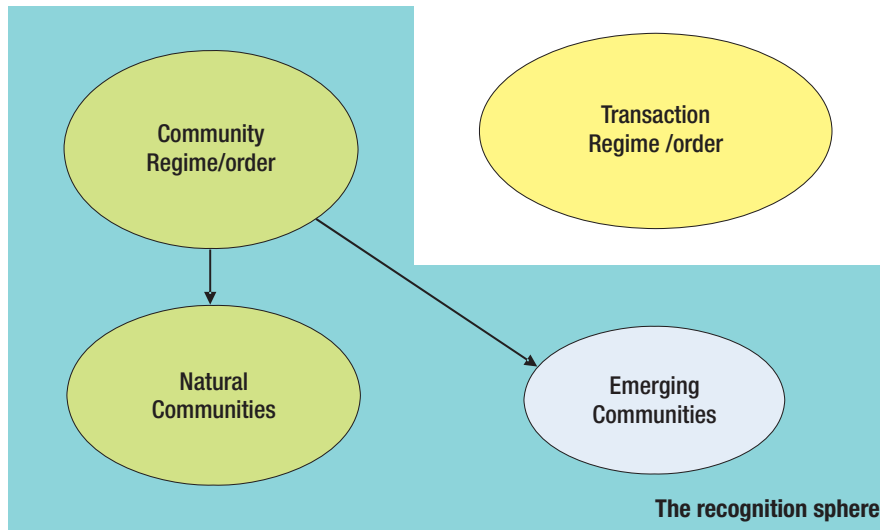 Community
Regime/order
Transaction
Regime /order
Natural
Communities
Emerging
Communities
The recognition sphere